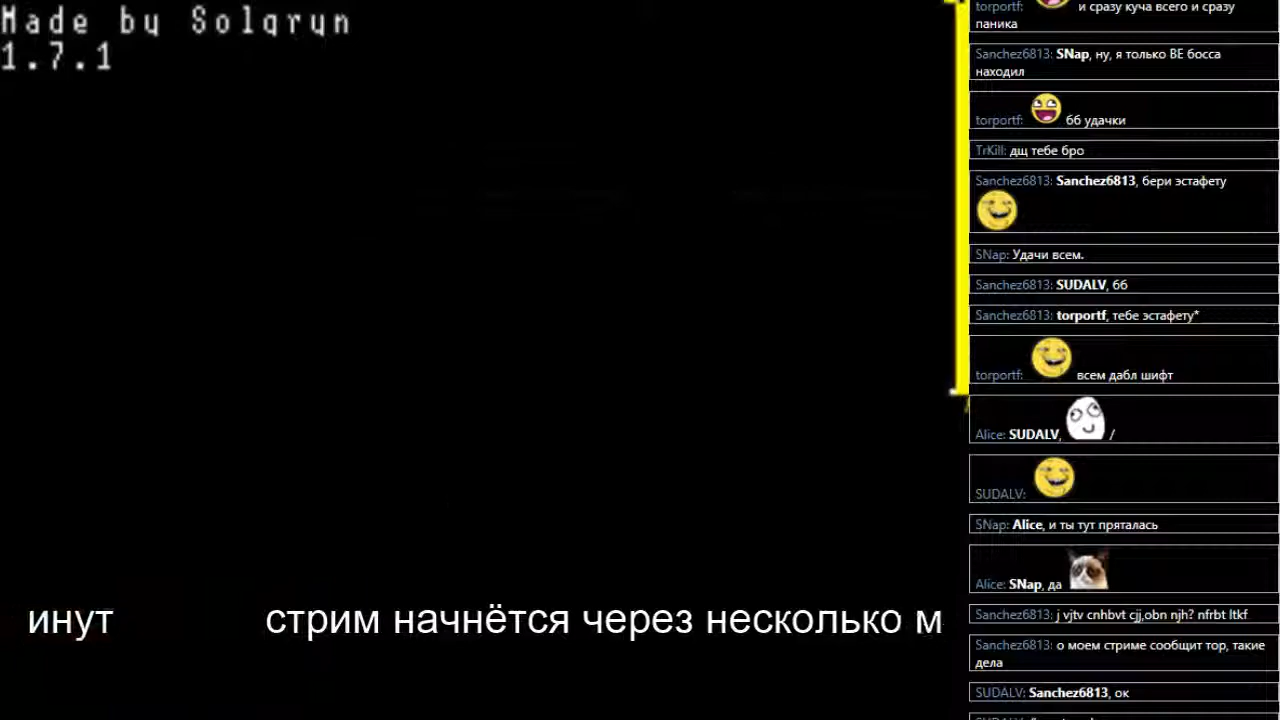 Made by Solgryn
1.7.1
инут стрим начнётся через несколько м
torportf: и сразу куча всего и сразу
паника
Sanchez6813: SNap, ну, я только ВЕ босса
находил
torportf: бб удачки
TrKill: дщ тебе бро
Sanchez6813: Sanchez6813, бери эстафету
SNap: Удачи всем.
Sanchez6813: SUDALV, бб
Sanchez6813: torportf, тебе эстафету*
torportf: всем дабл шифт
Alice: SUDALV, /
SUDALV:
SNap: Alice, и ты тут пряталась
Alice: SNap, да
Sanchez6813: j vjtv cnhbvt cjj,obn njh? nfrbt ltkf
Sanchez6813: о моем стриме сообщит тор, такие
дела
SUDALV: Sanchez6813, ок